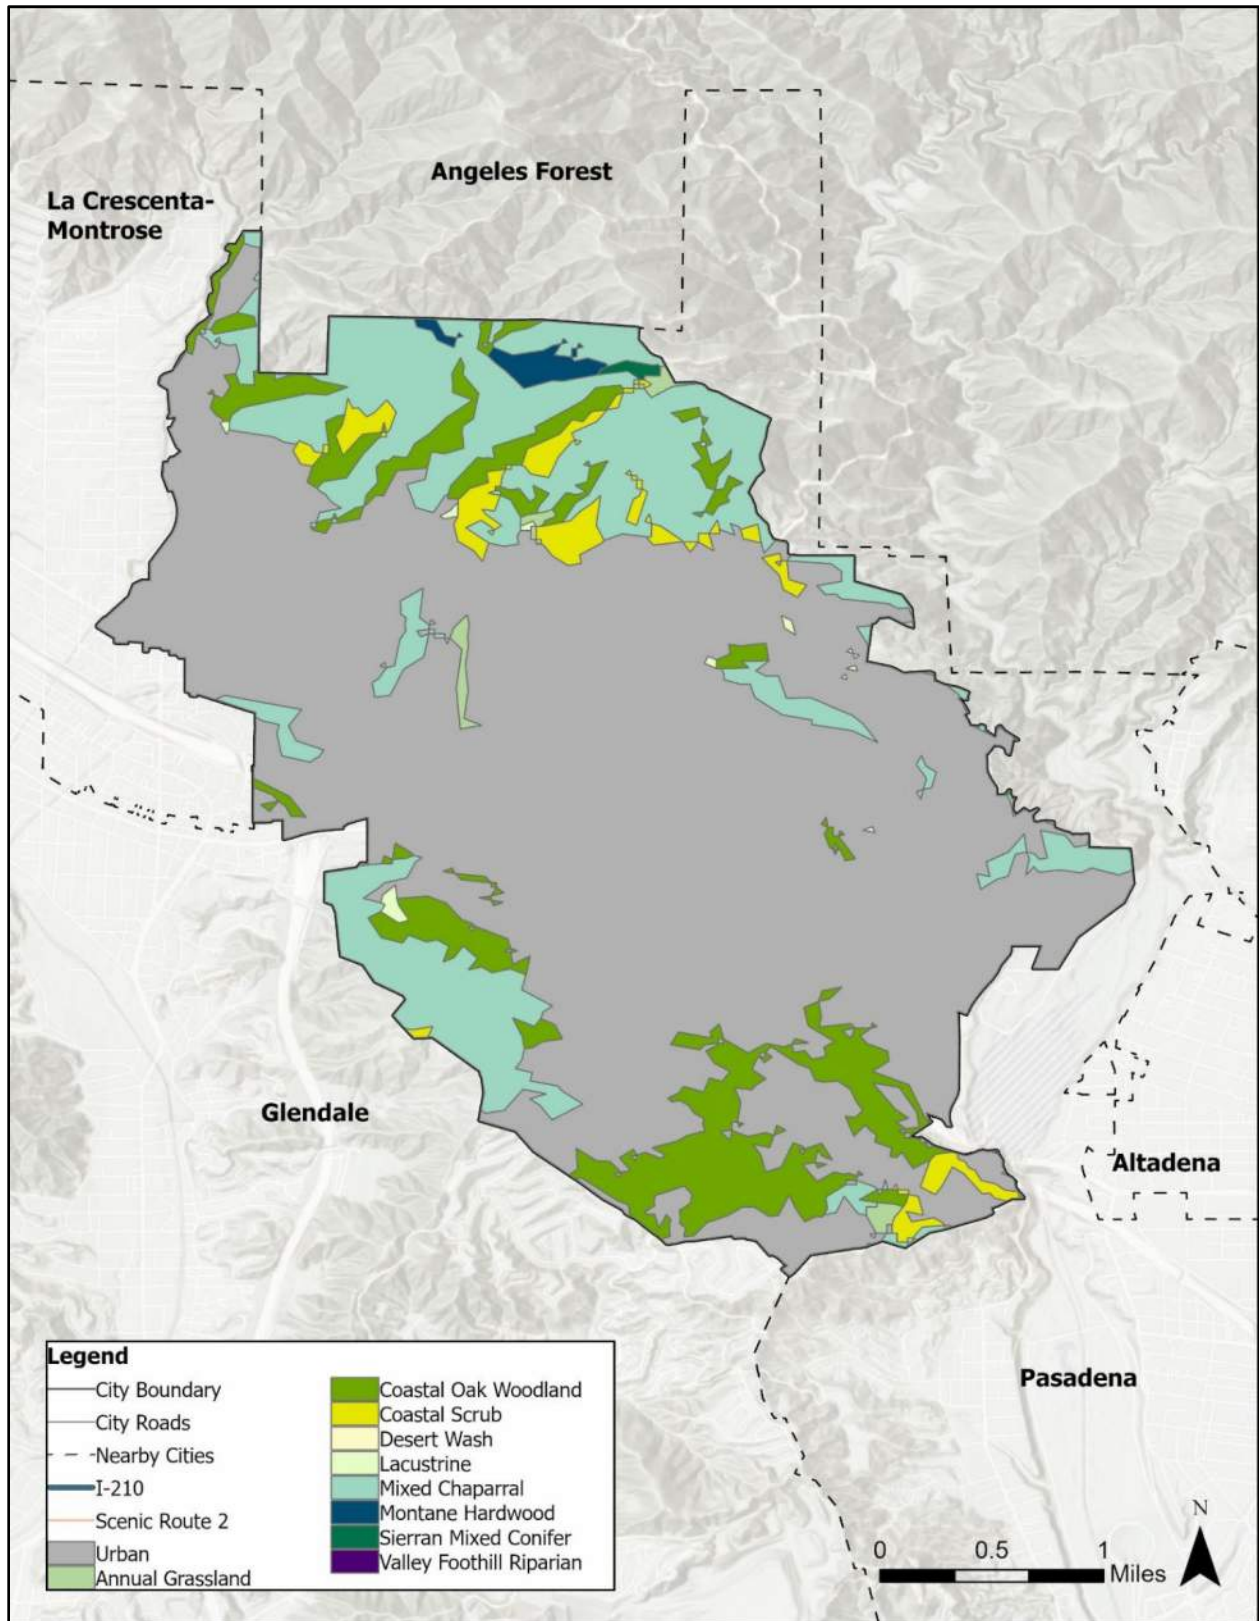 Angeles Forest
La Crescenta-
Montrose
Glendale
Altadena
Pasadena
Legend
City Boundary
City Roads
Nearby Cities
I-210
Scenic Route 2
Urban
Annual Grassland
Coastal Oak Woodland
Coastal Scrub
Desert Wash
Lacustrine
Mixed Chaparral
Montane Hardwood
Sierran Mixed Conifer
Valley Foothill Riparian
N
0 0.5 1
Miles